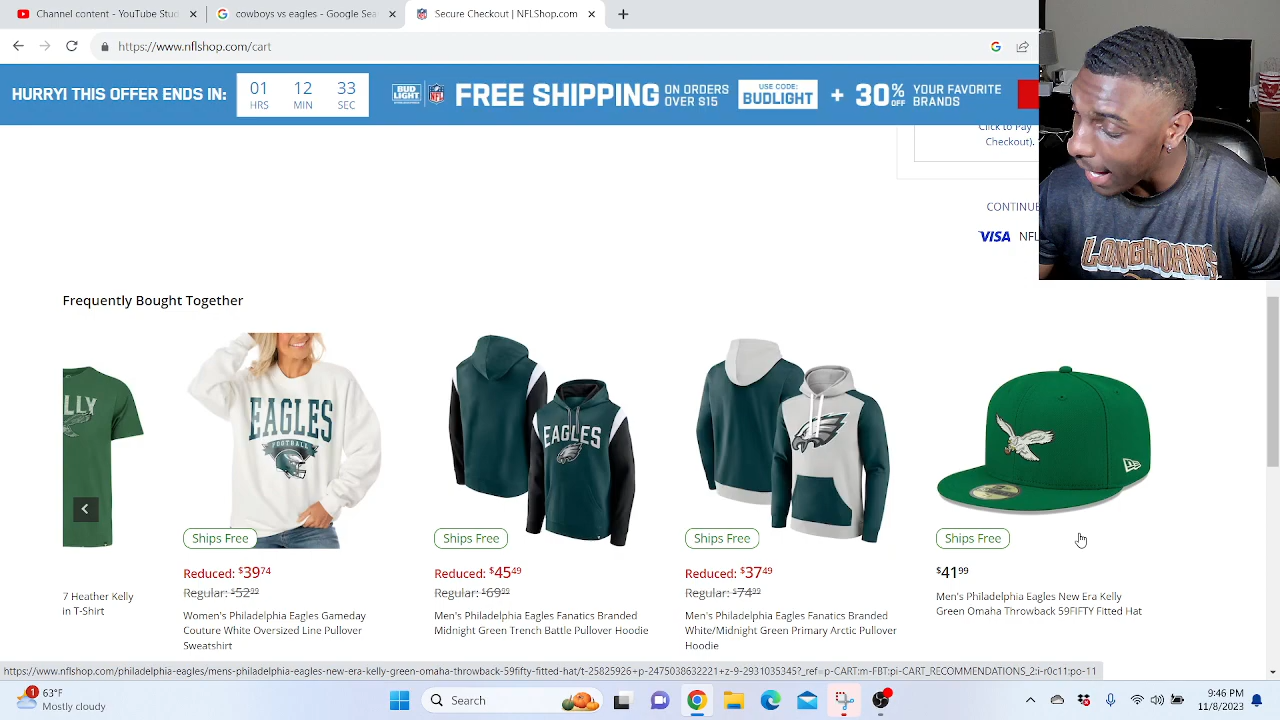 Content - YouTube Stu
cowboys vs eagles - Google Sea
Secure Checkout | NFLShop.com
https://www.nflshop.com/cart
HURRY! THIS OFFER ENDS IN:
01 12 33
HRS MIN SEC
BUD LIGHT
FREE SHIPPING
ON ORDERS
OVER $15
USE CODE:
BUDLIGHT
+
30% OFF
YOUR FAVORITE
BRANDS
Click to Pay
Checkout).
CONTINUE
VISA NFL
LONGHORNS
Frequently Bought Together
LLY
EAGLES
FOOTBALL
EAGLES
Ships Free
Ships Free
Ships Free
Ships Free
7 Heather Kelly
in T-Shirt
Reduced: $39.74
Regular: $52.99
Women's Philadelphia Eagles Gameday
Couture White Oversized Line Pullover
Sweatshirt
Reduced: $45.49
Regular: $69.99
Men's Philadelphia Eagles Fanatics Branded
Midnight Green Trench Battle Pullover Hoodie
Reduced: $37.49
Regular: $74.99
Men's Philadelphia Eagles Fanatics Branded
White/Midnight Green Primary Arctic Pullover
Hoodie
$41.99
Men's Philadelphia Eagles New Era Kelly
Green Omaha Throwback 59FIFTY Fitted Hat
https://www.nflshop.com/philadelphia-eagles/mens-philadelphia-eagles-new-era-kelly-green-omaha-throwback-59fifty-fitted-hat/t-25825926+p-2475038632221+z-9-2931035345?_ref=p-CART:m-FBT:pi-CART_RECOMMENDATIONS_2:i-r0c11:po-11
1
63°F
Mostly cloudy
Search
9:46 PM
11/8/2023